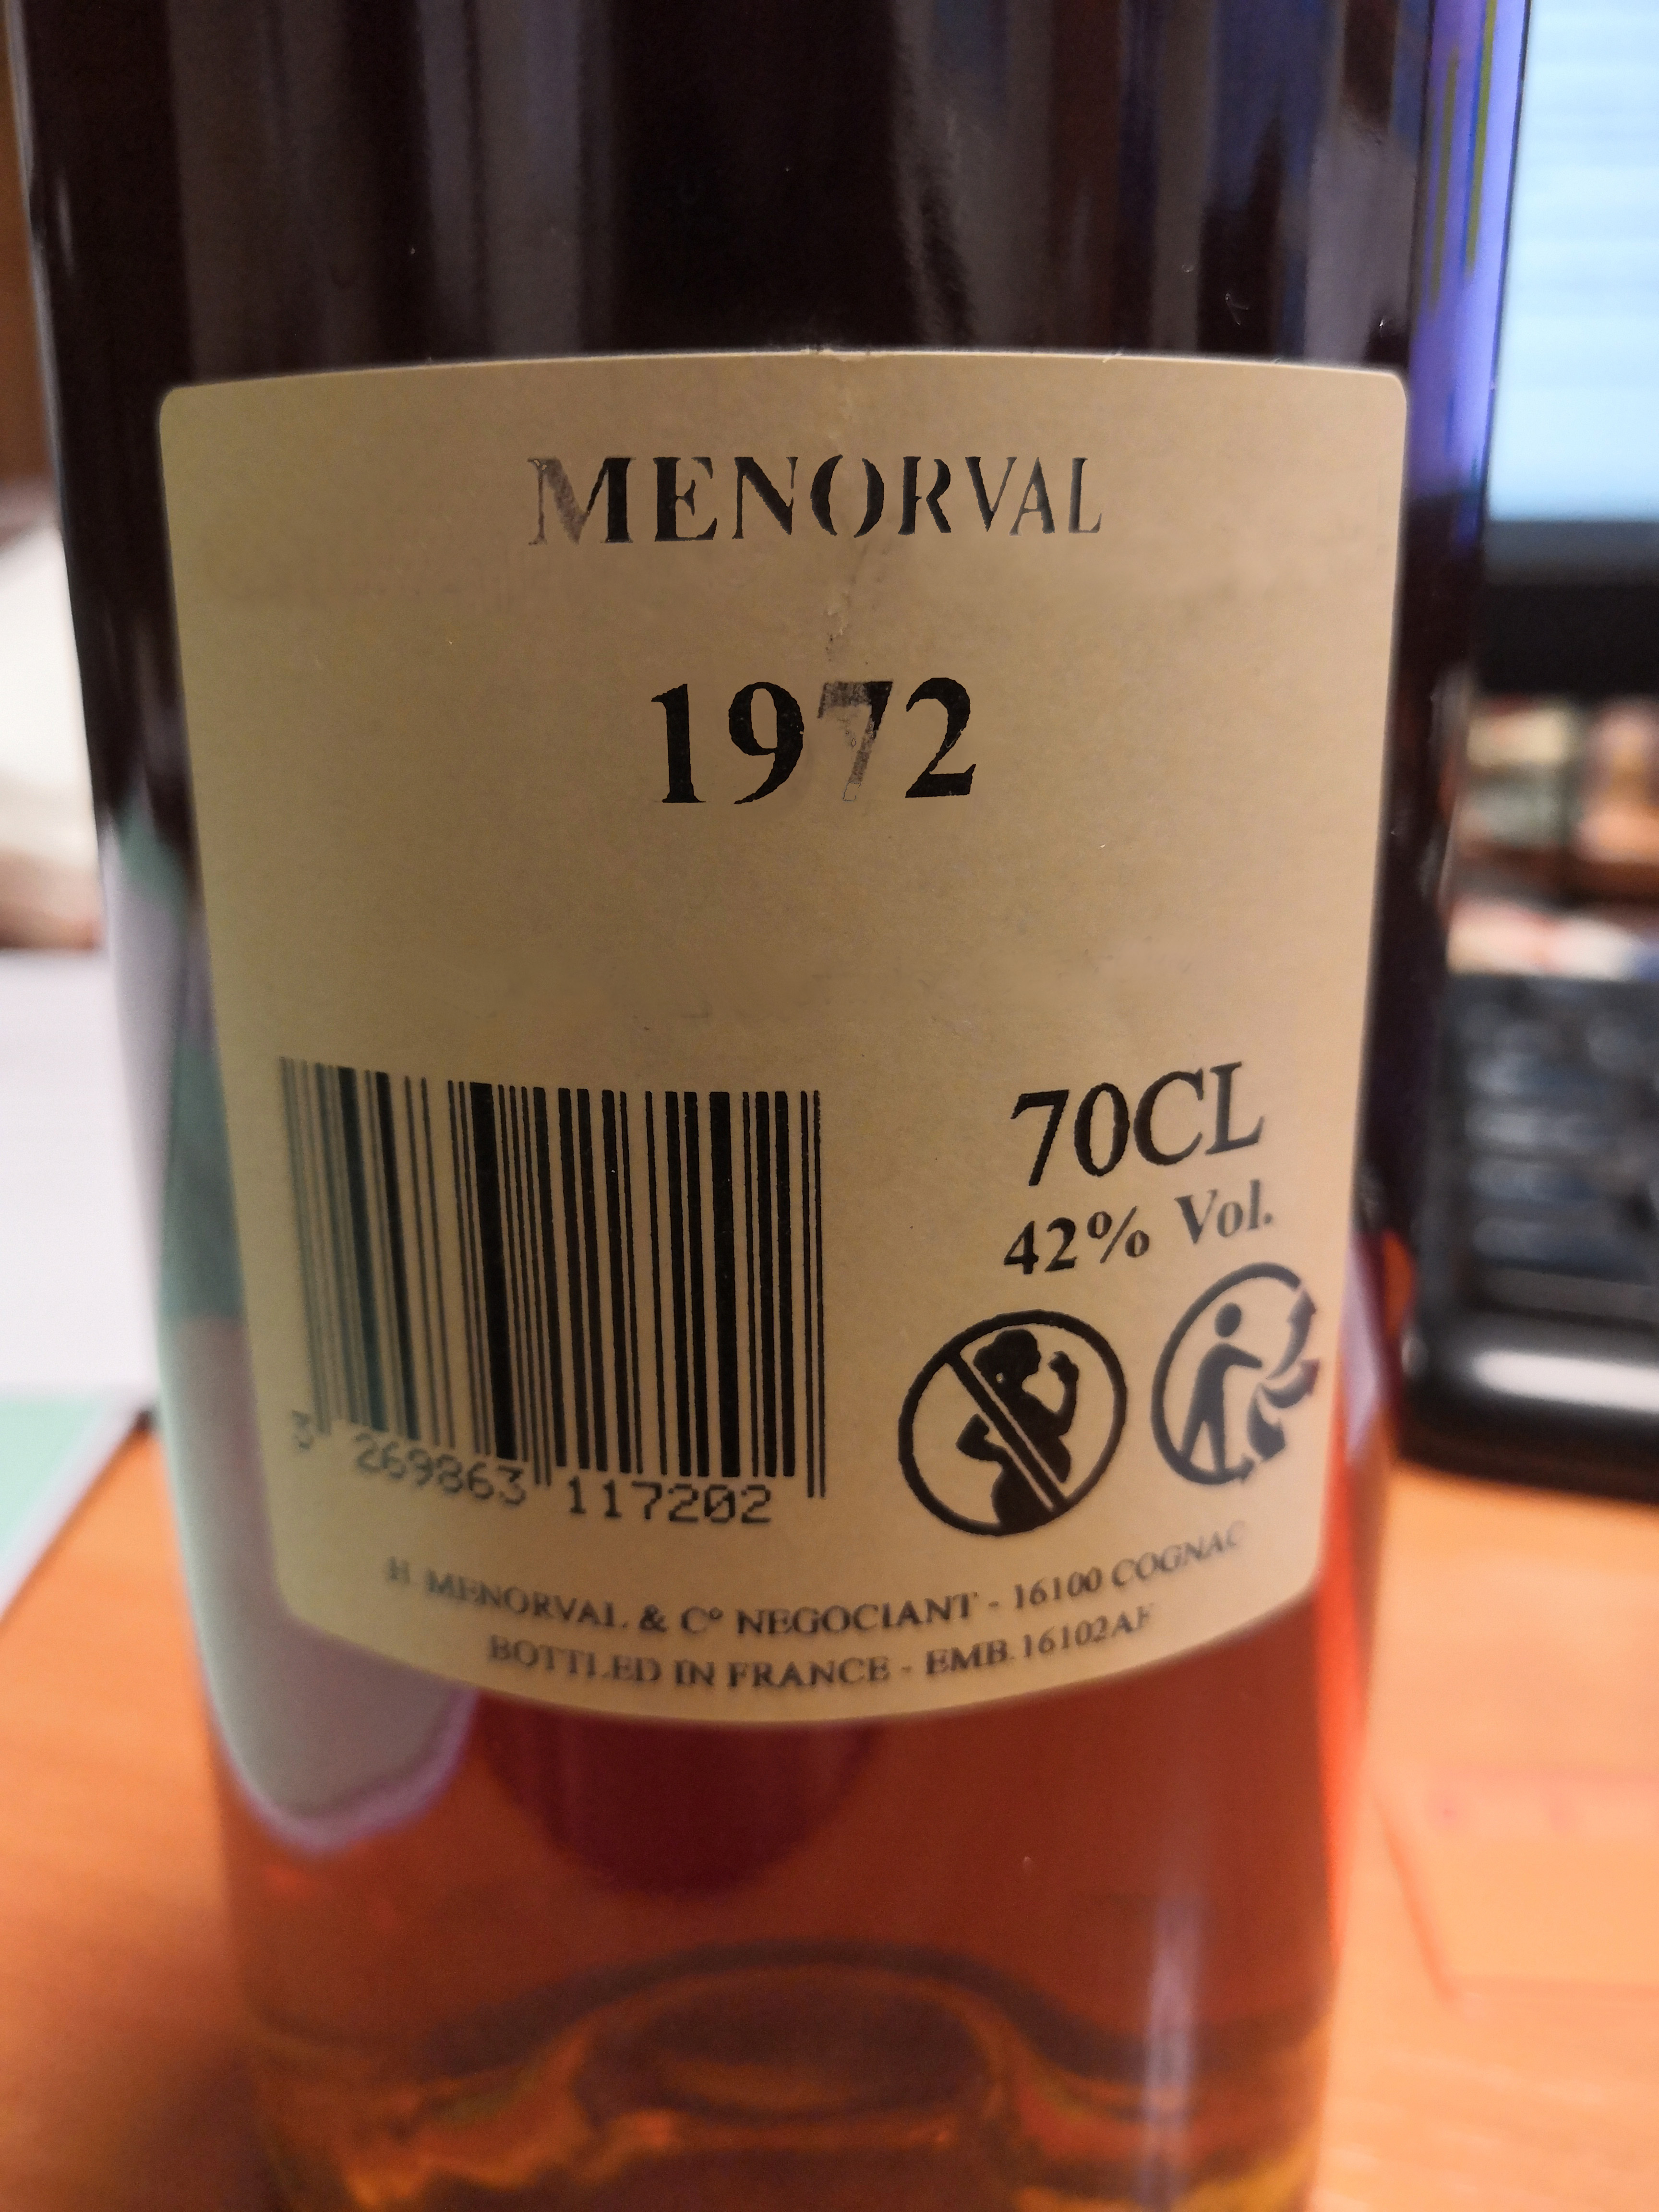 MENORVAL
1972
70CL
42% Vol.
3 269863 117202
H. MENORVAL & C° NEGOCIANT - 16100 COGNAC
BOTTLED IN FRANCE - EMB. 16102AF